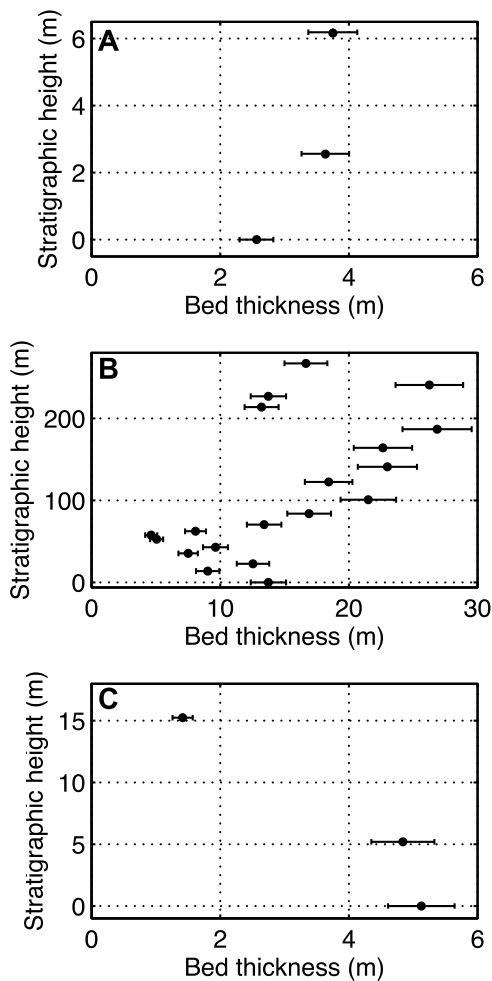 A
Stratigraphic height (m)
6
4
2
0
0 2 4 6
Bed thickness (m)
B
Stratigraphic height (m)
200
100
0
0 10 20 30
Bed thickness (m)
C
Stratigraphic height (m)
15
10
5
0
0 2 4 6
Bed thickness (m)